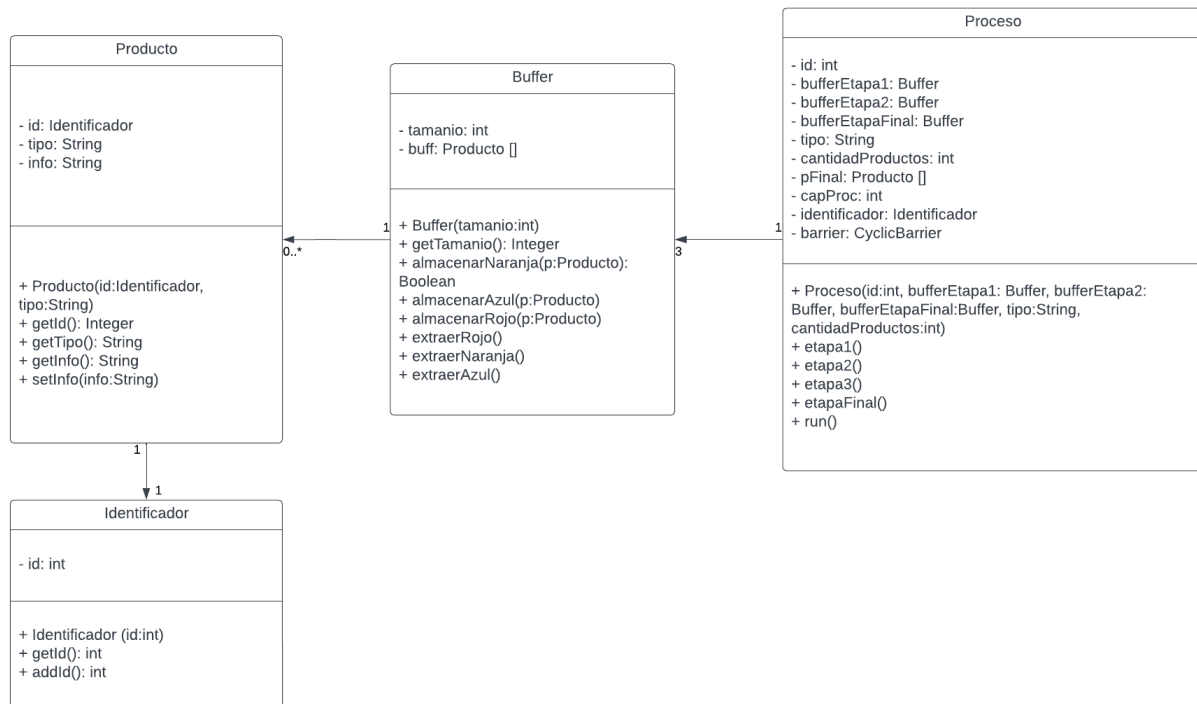 Producto
- id: Identificador
- tipo: String
- info: String
+ Producto(id:Identificador,
tipo:String)
+ getId(): Integer
+ getTipo(): String
+ getInfo(): String
+ setInfo(info:String)
1
1
Identificador
- id: int
+ Identificador (id:int)
+ getId(): int
+ addId(): int
0..*
1
Buffer
- tamanio: int
- buff: Producto []
+ Buffer(tamanio:int)
+ getTamanio(): Integer
+ almacenarNaranja(p:Producto):
Boolean
+ almacenarAzul(p:Producto)
+ almacenarRojo(p:Producto)
+ extraerRojo()
+ extraerNaranja()
+ extraerAzul()
3
1
Proceso
- id: int
- bufferEtapa1: Buffer
- bufferEtapa2: Buffer
- bufferEtapaFinal: Buffer
- tipo: String
- cantidadProductos: int
- pFinal: Producto []
- capProc: int
- identificador: Identificador
- barrier: CyclicBarrier
+ Proceso(id:int, bufferEtapa1: Buffer, bufferEtapa2:
Buffer, bufferEtapaFinal:Buffer, tipo:String,
cantidadProductos:int)
+ etapa1()
+ etapa2()
+ etapa3()
+ etapaFinal()
+ run()